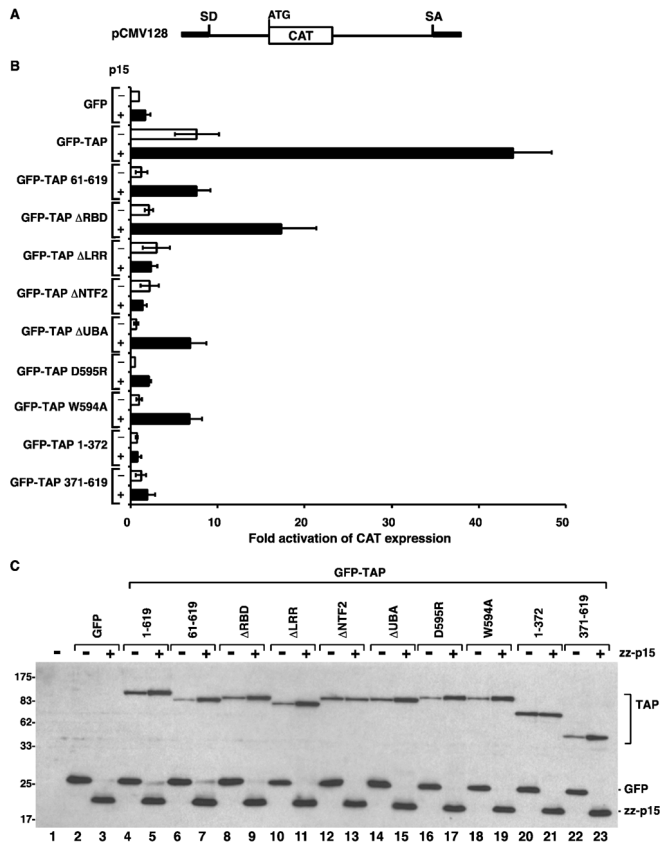 A
SD
ATG
SA
pCMV128
CAT
B
p15
GFP
−
+
GFP-TAP
−
+
GFP-TAP 61-619
−
+
GFP-TAP ΔRBD
−
+
GFP-TAP ΔLRR
−
+
GFP-TAP ΔNTF2
−
+
GFP-TAP ΔUBA
−
+
GFP-TAP D595R
−
+
GFP-TAP W594A
−
+
GFP-TAP 1-372
−
+
GFP-TAP 371-619
−
+
0 10 20 30 40 50
Fold activation of CAT expression
C
GFP-TAP
GFP 1-619 61-619 ΔRBD ΔLRR ΔNTF2 ΔUBA D595R W594A 1-372 371-619
- - + - + - + - + - + - + - + - + - + - + - + zz-p15
175-
83-
62-
33-
25-
17-
TAP
- GFP
- zz-p15
1 2 3 4 5 6 7 8 9 10 11 12 13 14 15 16 17 18 19 20 21 22 23